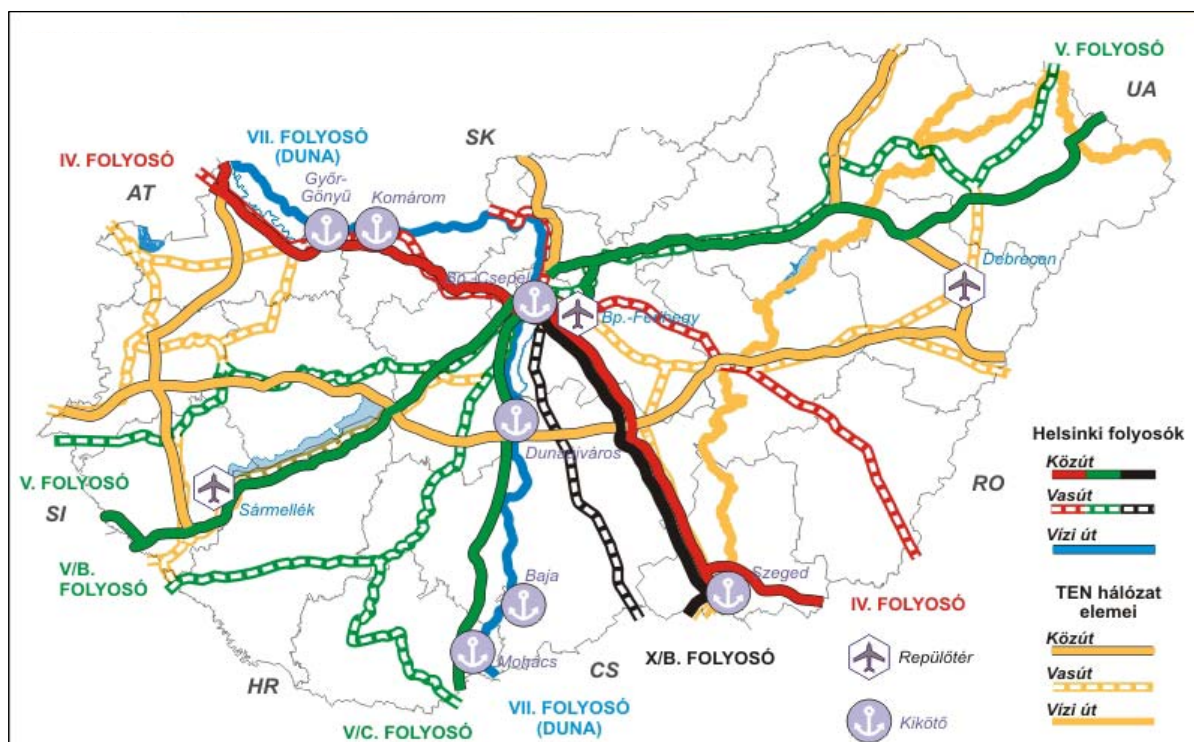 V. FOLYOSÓ
UA
SK
VII. FOLYOSÓ
(DUNA)
IV. FOLYOSÓ
AT
Győr-
Gönyű
Komárom
Bp.-Csepel
Bp.-Ferihegy
Debrecen
Dunaújváros
V. FOLYOSÓ
SI
Sármellék
V/B.
FOLYOSÓ
HR
Baja
Mohács
V/C. FOLYOSÓ
VII. FOLYOSÓ
(DUNA)
CS
X/B. FOLYOSÓ
Szeged
IV. FOLYOSÓ
RO
Repülőtér
Kikötő
Helsinki folyosók
Közút
Vasút
Vízi út
TEN hálózat
elemei
Közút
Vasút
Vízi út